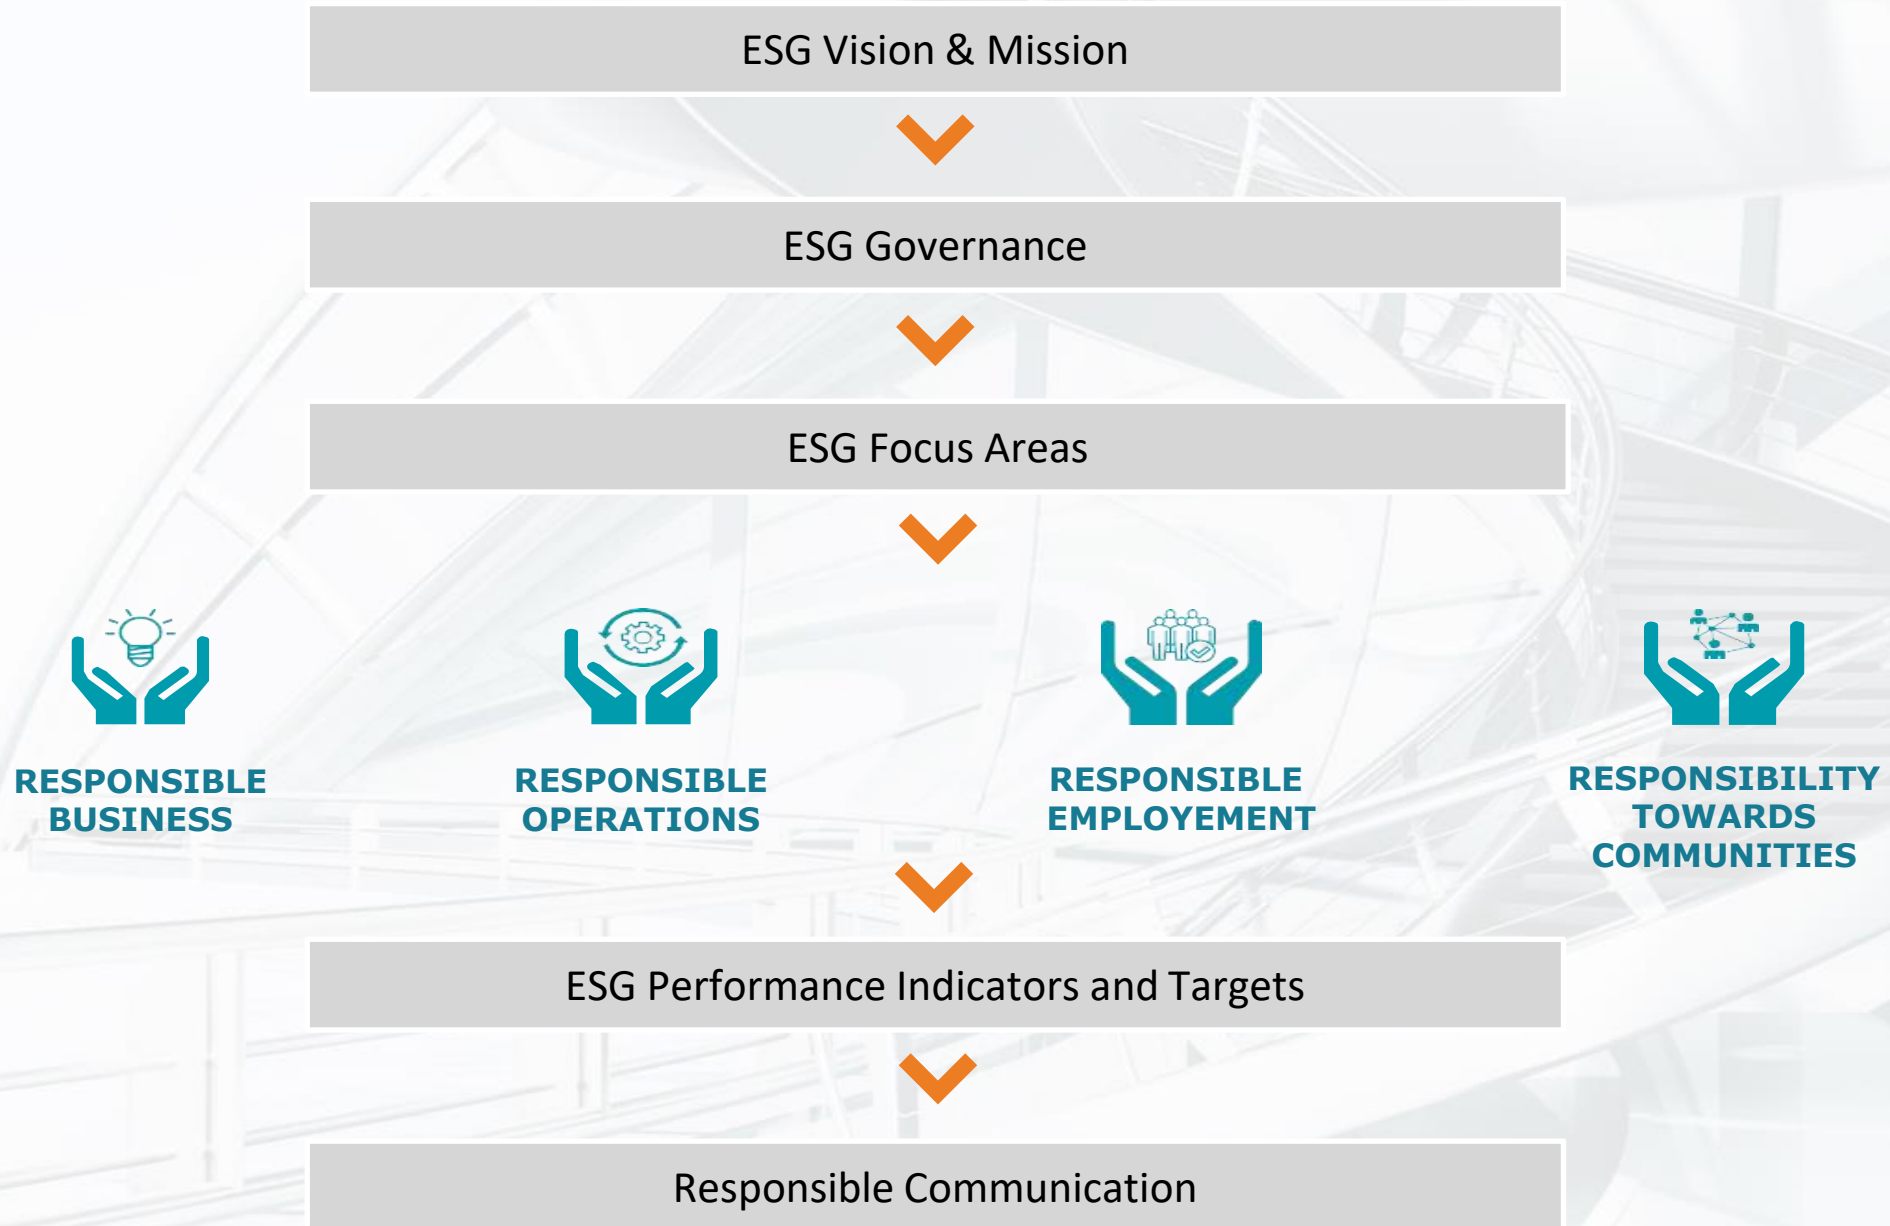 ESG Vision & Mission
ESG Governance
ESG Focus Areas
RESPONSIBLE
BUSINESS
RESPONSIBLE
OPERATIONS
RESPONSIBLE
EMPLOYEMENT
RESPONSIBILITY
TOWARDS
COMMUNITIES
ESG Performance Indicators and Targets
Responsible Communication